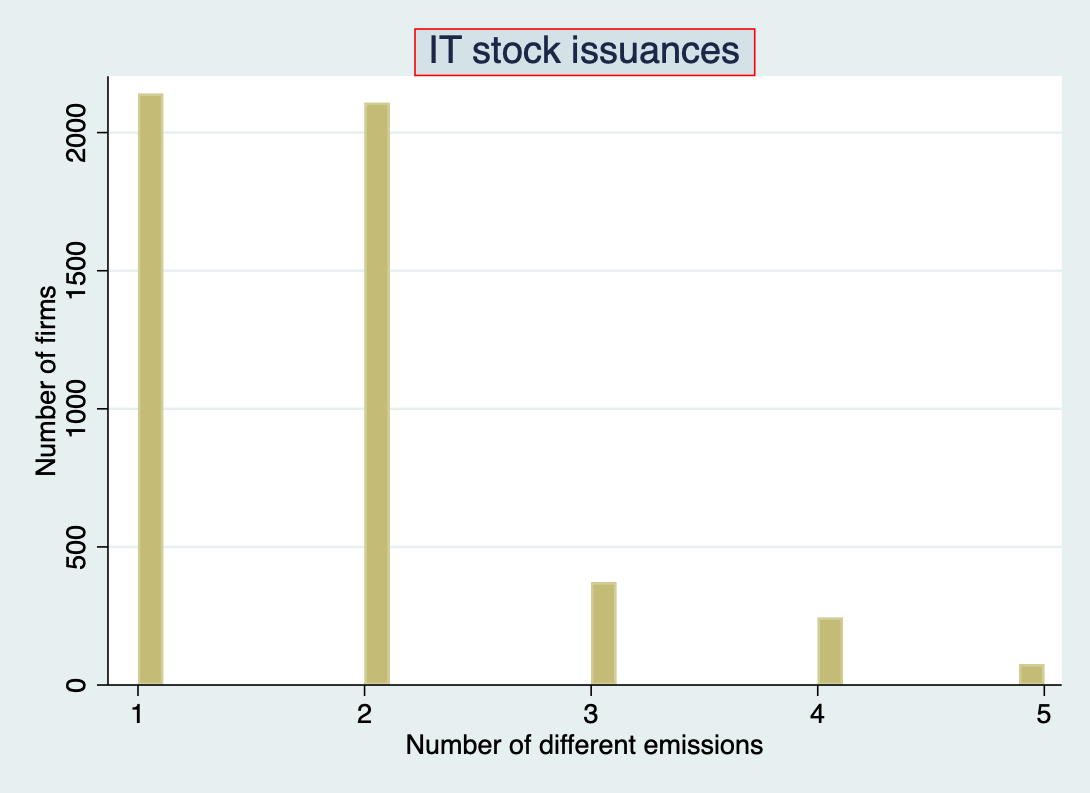 IT stock issuances
Number of firms
2000
1500
1000
500
0
1 2 3 4 5
Number of different emissions